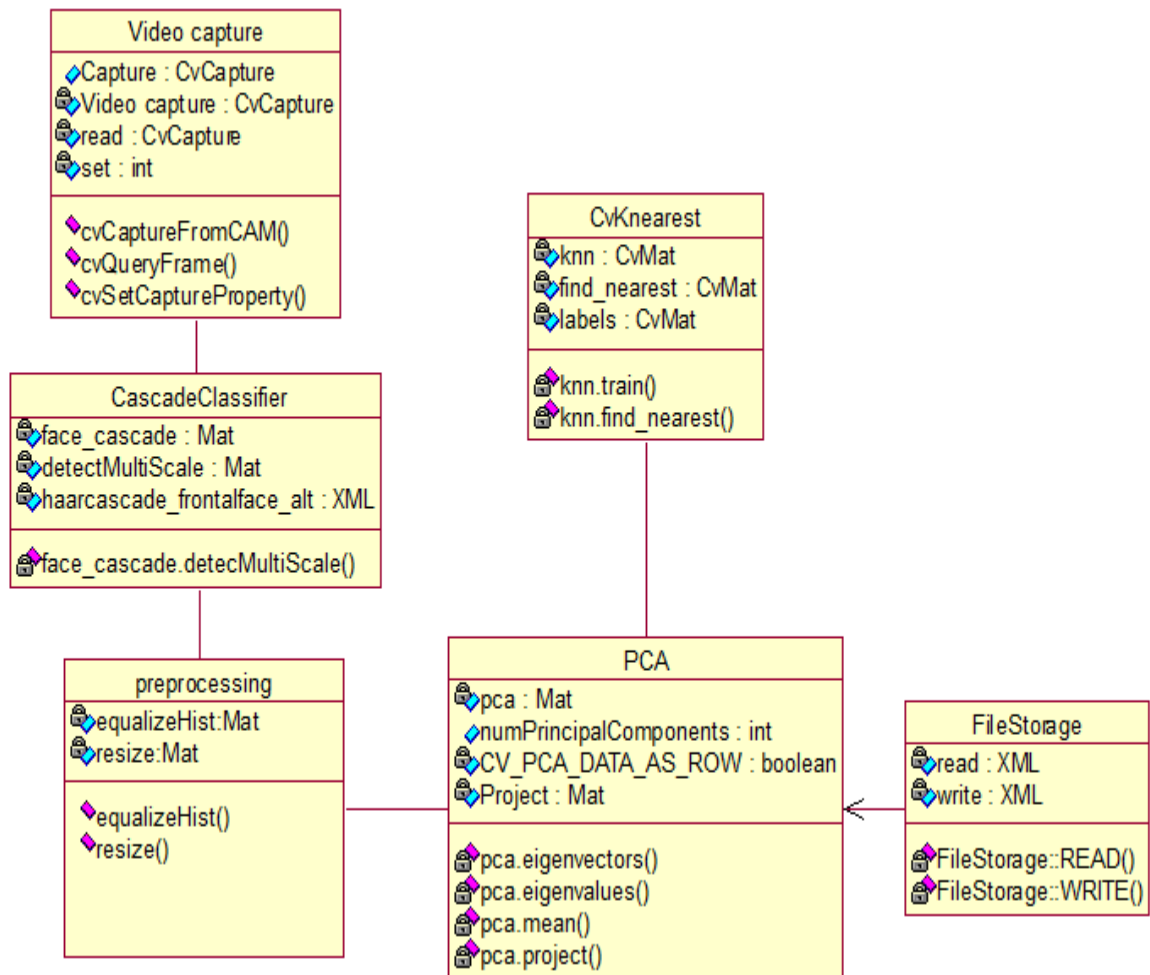 Video capture
Capture : CvCapture
Video capture : CvCapture
read : CvCapture
set : int
cvCaptureFromCAM()
cvQueryFrame()
cvSetCaptureProperty()
CvKnearest
knn : CvMat
find_nearest : CvMat
labels : CvMat
knn.train()
knn.find_nearest()
CascadeClassifier
face_cascade : Mat
detectMultiScale : Mat
haarcascade_frontalface_alt : XML
face_cascade.detecMultiScale()
preprocessing
equalizeHist:Mat
resize:Mat
equalizeHist()
resize()
PCA
pca : Mat
numPrincipalComponents : int
CV_PCA_DATA_AS_ROW : boolean
Project : Mat
pca.eigenvectors()
pca.eigenvalues()
pca.mean()
pca.project()
FileStorage
read : XML
write : XML
FileStorage::READ()
FileStorage::WRITE()